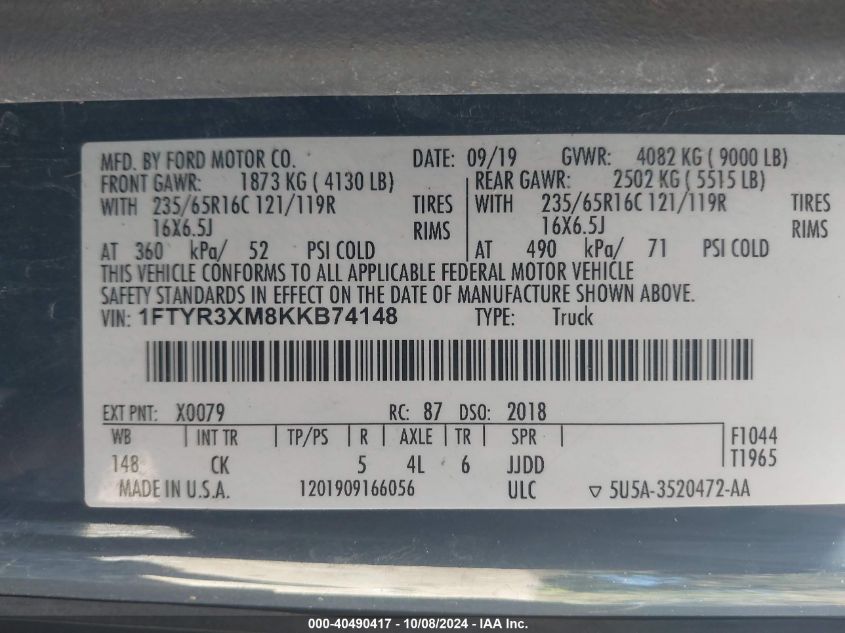 MFD. BY FORD MOTOR CO. DATE: 09/19 GVWR: 4082 KG ( 9000 LB)
FRONT GAWR: 1873 KG ( 4130 LB) REAR GAWR: 2502 KG ( 5515 LB)
WITH 235/65R16C 121/119R TIRES WITH 235/65R16C 121/119R TIRES
16X6.5J RIMS 16X6.5J RIMS
AT 360 kPa/ 52 PSI COLD AT 490 kPa/ 71 PSI COLD
THIS VEHICLE CONFORMS TO ALL APPLICABLE FEDERAL MOTOR VEHICLE
SAFETY STANDARDS IN EFFECT ON THE DATE OF MANUFACTURE SHOWN ABOVE.
VIN: 1FTYR3XM8KKB74148 TYPE: Truck
EXT PNT: X0079 RC: 87 DSO: 2018
WB INT TR TP/PS R AXLE TR SPR F1044
148 CK 5 4L 6 JJDD T1965
MADE IN U.S.A. 1201909166056 ULC ▽ 5U5A-3520472-AA
000-40490417 - 10/08/2024 - IAA Inc.